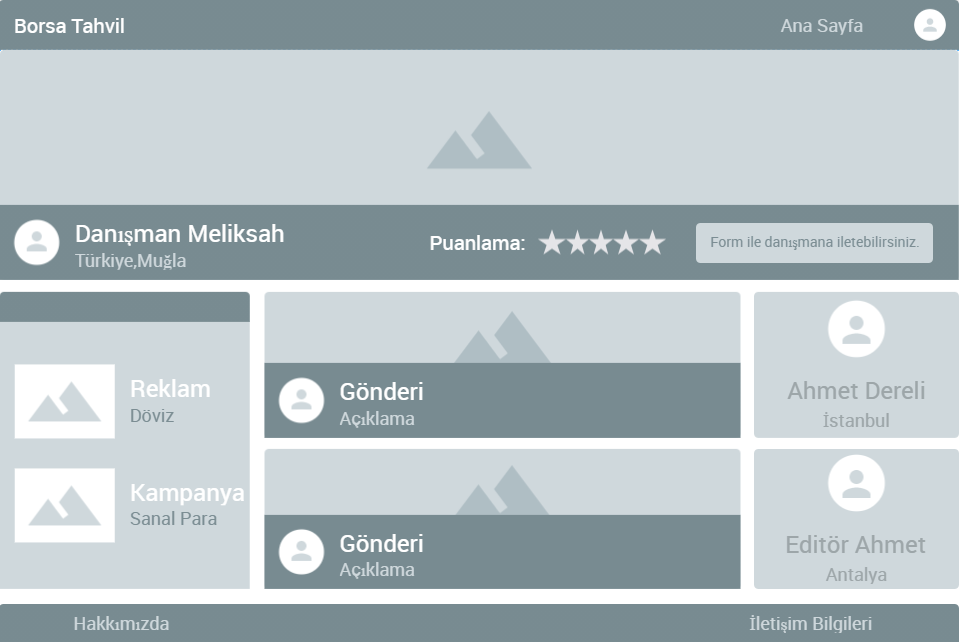 Borsa Tahvil
Ana Sayfa
Danışman Meliksah
Türkiye,Muğla
Puanlama:
Form ile danışmana iletebilirsiniz.
Reklam
Döviz
Kampanya
Sanal Para
Gönderi
Açıklama
Gönderi
Açıklama
Ahmet Dereli
İstanbul
Editör Ahmet
Antalya
Hakkımızda
İletişim Bilgileri